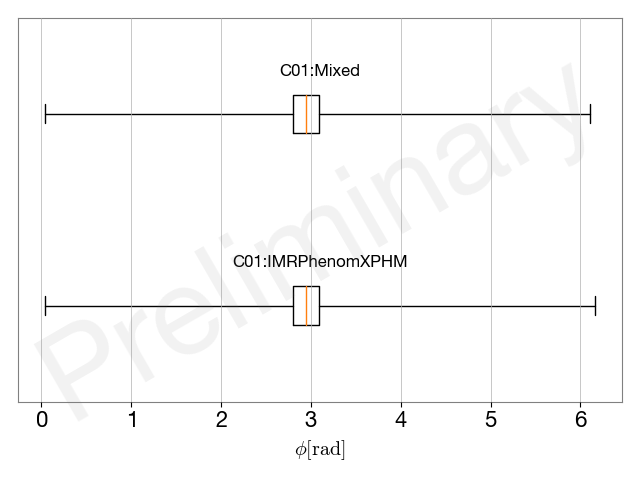 C01:Mixed
C01:IMRPhenomXPHM
Preliminary
0 1 2 3 4 5 6
ϕ[rad]